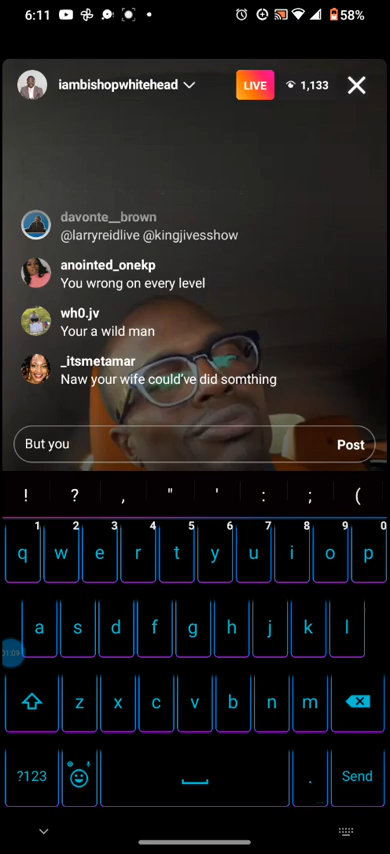 6:11 58%
iambishopwhitehead LIVE 1,133
davonte__brown
@larryreidlive @kingjivesshow
anointed_onekp
You wrong on every level
wh0.jv
Your a wild man
_itsmetamar
Naw your wife could've did somthing
But you Post
! ? , " ' : ; (
1 2 3 4 5 6 7 8 9 0
q w e r t y u i o p
a s d f g h j k l
01:09
z x c v b n m
?123 . Send